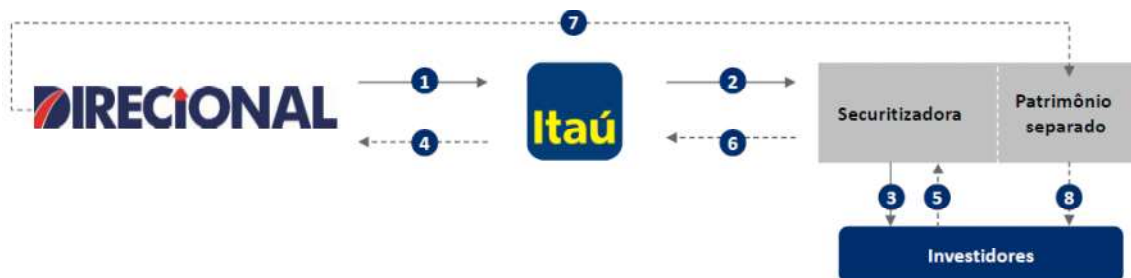 7
DIRECIONAL
1
4
Itaú
2
6
Securitizadora
Patrimônio
separado
3
5
8
Investidores